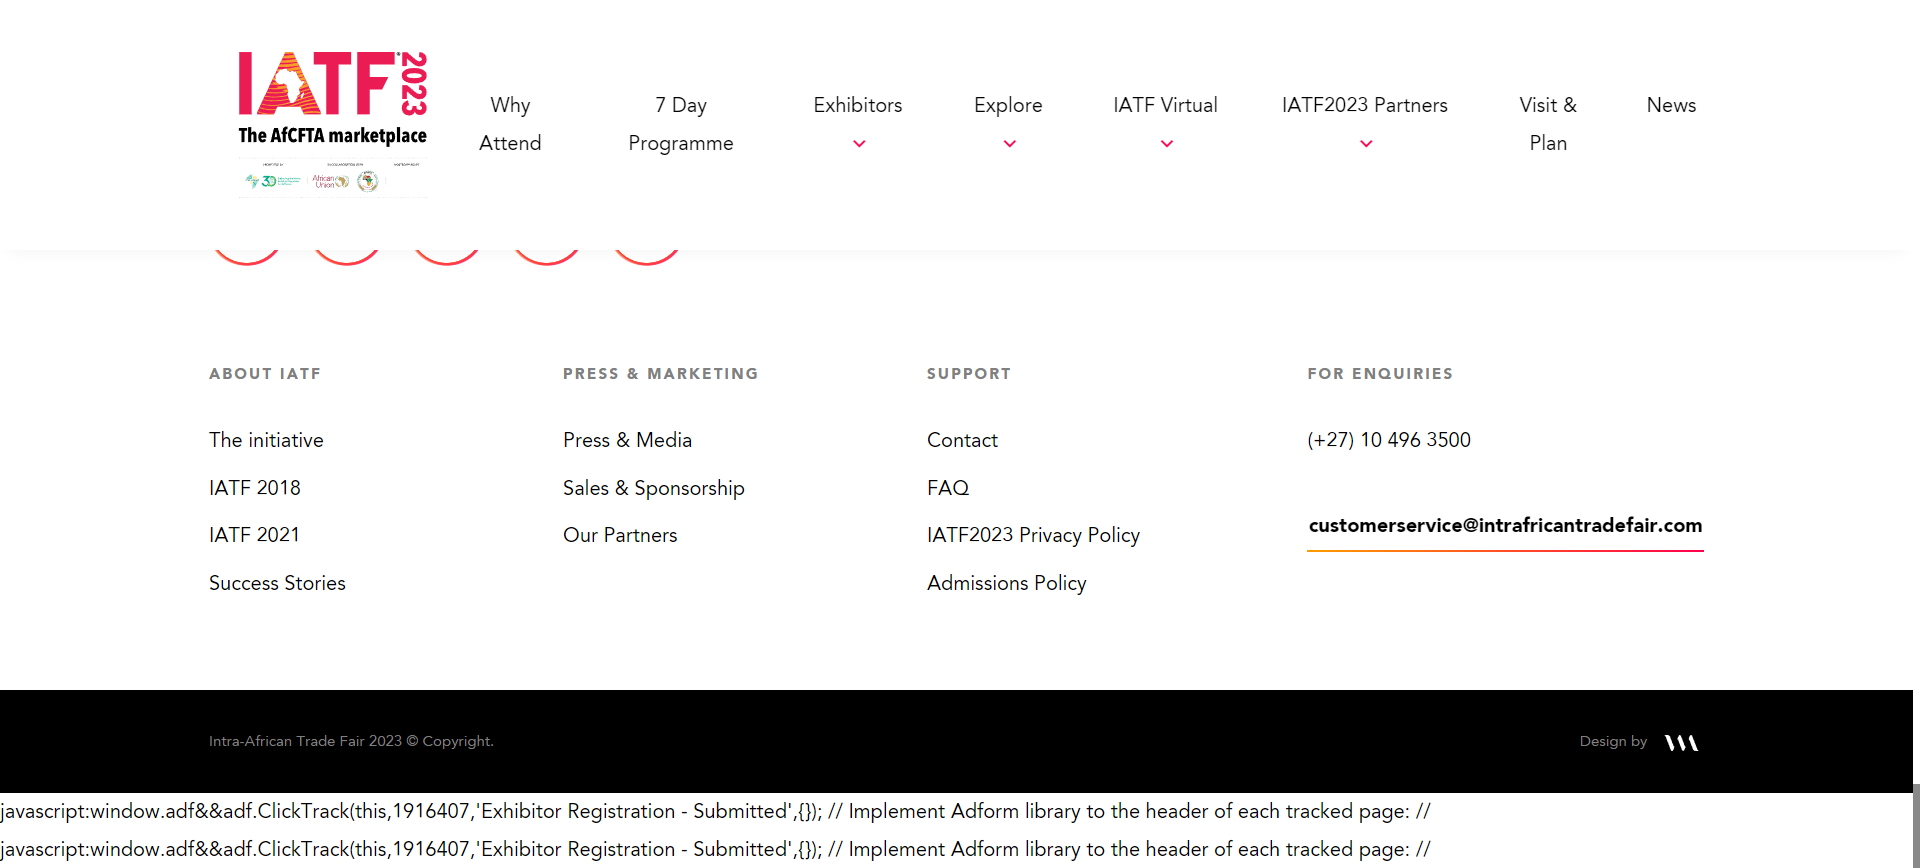 IATF 2023
The AfCFTA marketplace
African Union
Why Attend
7 Day Programme
Exhibitors
Explore
IATF Virtual
IATF2023 Partners
Visit & Plan
News
ABOUT IATF
The initiative
IATF 2018
IATF 2021
Success Stories
PRESS & MARKETING
Press & Media
Sales & Sponsorship
Our Partners
SUPPORT
Contact
FAQ
IATF2023 Privacy Policy
Admissions Policy
FOR ENQUIRIES
(+27) 10 496 3500
customerservice@intrafricantradefair.com
Intra-African Trade Fair 2023 © Copyright.
Design by
javascript:window.adf&&adf.ClickTrack(this,1916407,'Exhibitor Registration - Submitted',{}); // Implement Adform library to the header of each tracked page: //
javascript:window.adf&&adf.ClickTrack(this,1916407,'Exhibitor Registration - Submitted',{}); // Implement Adform library to the header of each tracked page: //